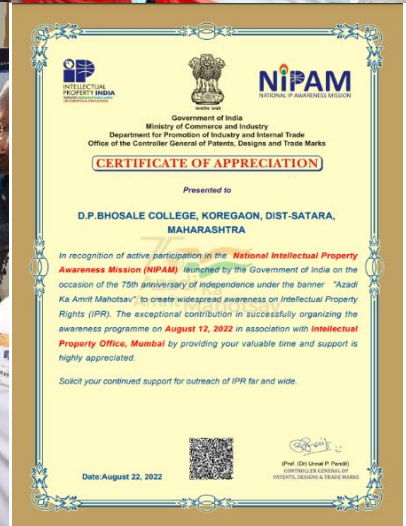 INTELLECTUAL
PROPERTY INDIA
सत्यमेव जयते
NiPAM
NATIONAL IP AWARENESS MISSION
Government of India
Ministry of Commerce and Industry
Department for Promotion of Industry and Internal Trade
Office of the Controller General of Patents, Designs and Trade Marks
CERTIFICATE OF APPRECIATION
Presented to
D.P.BHOSALE COLLEGE, KOREGAON, DIST-SATARA,
MAHARASHTRA
In recognition of active participation in the National Intellectual Property
Awareness Mission (NIPAM) launched by the Government of India on the
occasion of the 75th anniversary of independence under the banner "Azadi
Ka Amrit Mahotsav", to create widespread awareness on Intellectual Property
Rights (IPR). The exceptional contribution in successfully organizing the
awareness programme on August 12, 2022 in association with Intellectual
Property Office, Mumbai by providing your valuable time and support is
highly appreciated.
Solicit your continued support for outreach of IPR far and wide.
(Prof. (Dr) Unnat P. Pandit)
CONTROLLER GENERAL OF
PATENTS, DESIGNS & TRADE MARKS
Date:August 22, 2022